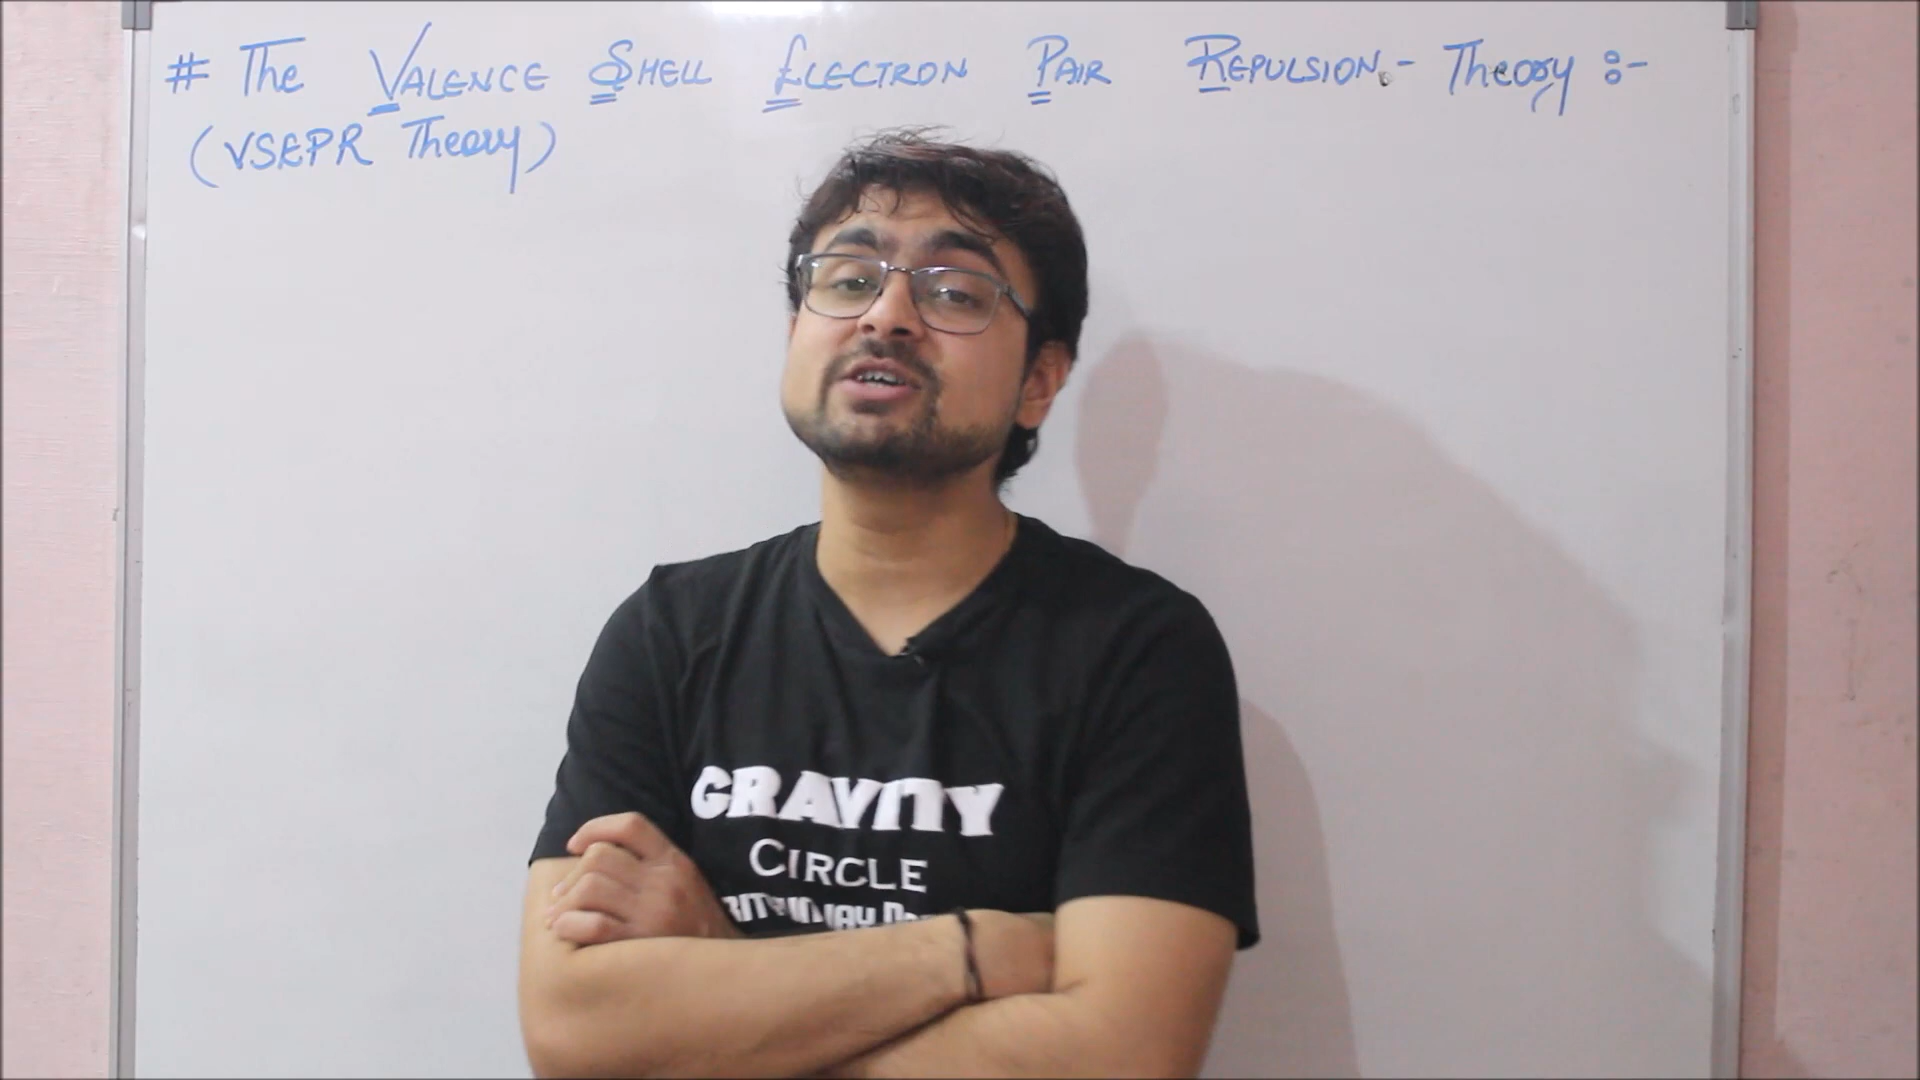 # The VALENCE SHELL ELECTRON PAIR REPULSION - Theory :-
(VSEPR Theory)
GRAVITY
CIRCLE